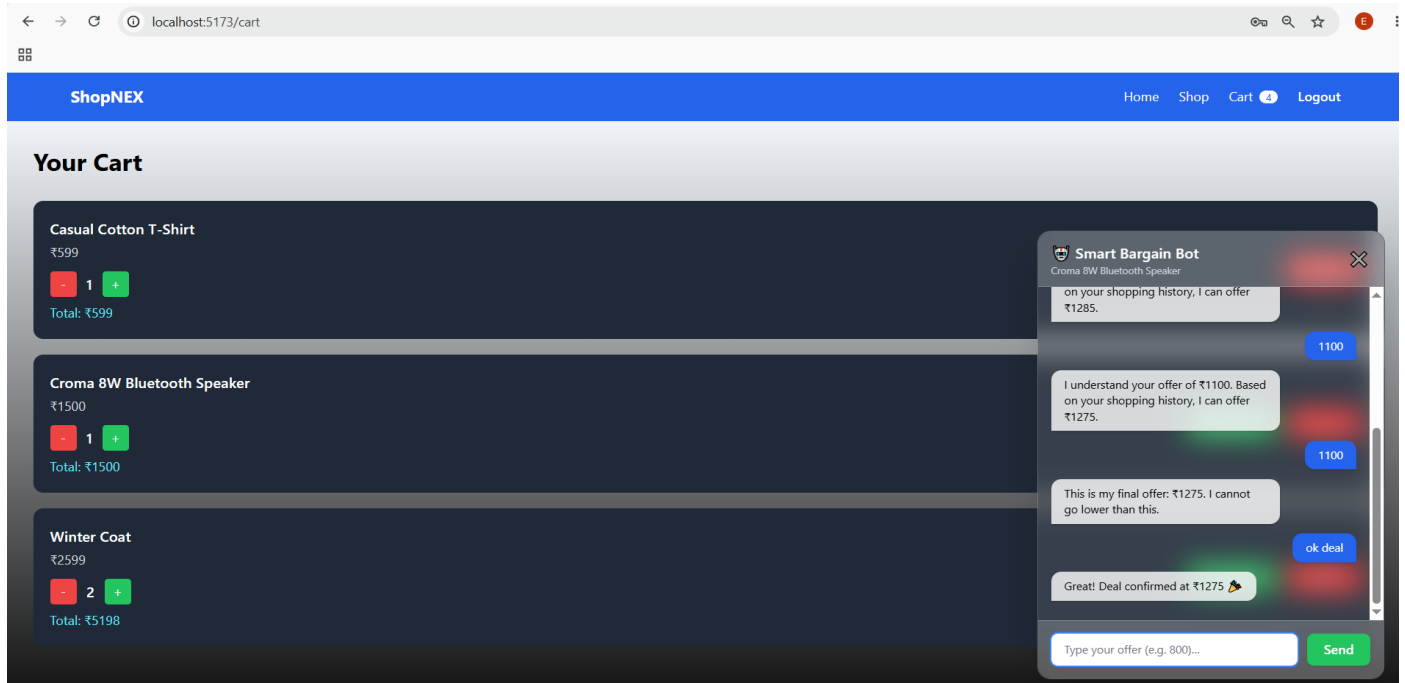 localhost:5173/cart
E
ShopNEX
Home Shop Cart 4 Logout
Your Cart
Casual Cotton T-Shirt
₹599
- 1 +
Total: ₹599
Croma 8W Bluetooth Speaker
₹1500
- 1 +
Total: ₹1500
Winter Coat
₹2599
- 2 +
Total: ₹5198
Smart Bargain Bot
Croma 8W Bluetooth Speaker
on your shopping history, I can offer
₹1285.
1100
I understand your offer of ₹1100. Based
on your shopping history, I can offer
₹1275.
1100
This is my final offer: ₹1275. I cannot
go lower than this.
ok deal
Great! Deal confirmed at ₹1275 🎉
Type your offer (e.g. 800)...
Send